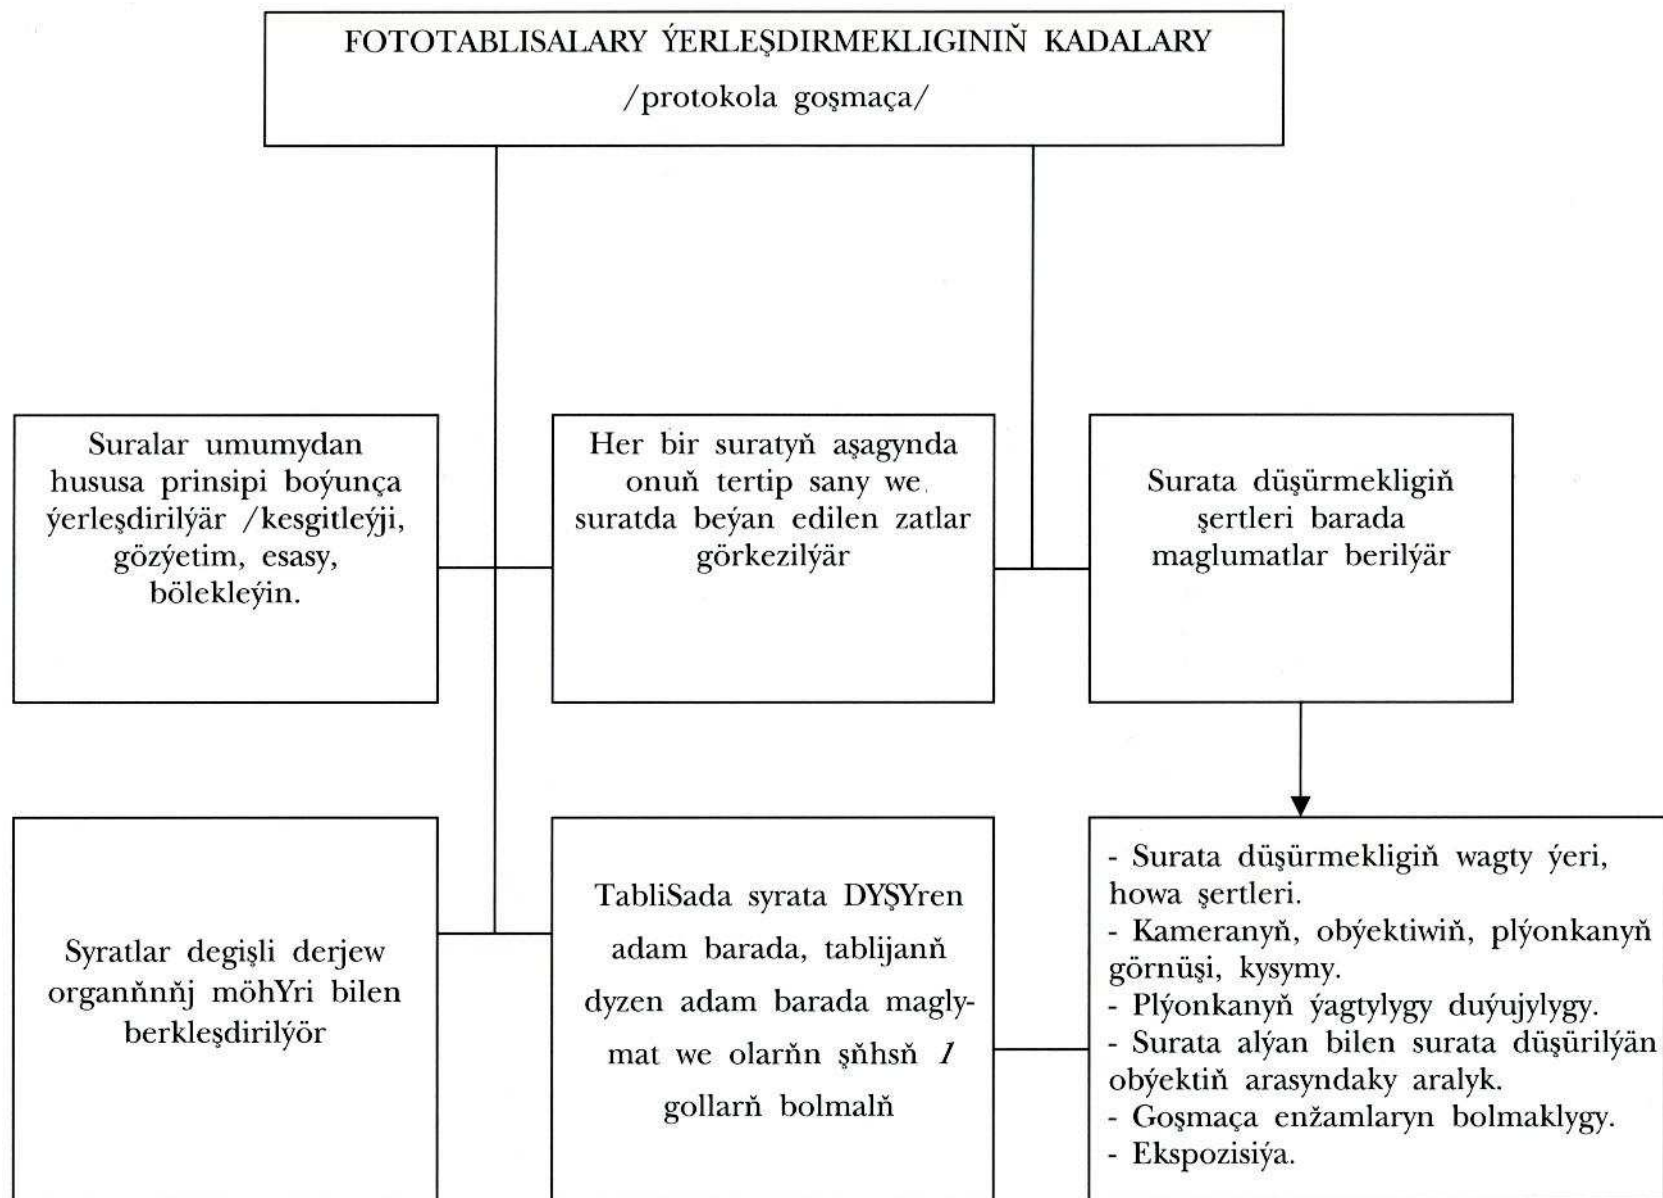 FOTOTABLISALARY ÝERLEŞDIRMEKLIGINIŇ KADALARY
/protokola goşmaça/
Suralar umumydan
hususa prinsipi boýunça
ýerleşdirilýär /kesgitleýji,
gözýetim, esasy,
bölekleýin.
Her bir suratyň aşagynda
onuň tertip sany we
suratda beýan edilen zatlar
görkezilýär
Surata düşürmekligiň
şertleri barada
maglumatlar berilýär
Syratlar degişli derjew
organňnňj möhYri bilen
berkleşdirilýör
TabliSada syrata DYŞYren
adam barada, tablijanň
dyzen adam barada magly-
mat we olarňn şňhsň 1
gollarň bolmalň
- Surata düşürmekligiň wagty ýeri,
howa şertleri.
- Kameranyň, obýektiwiň, plýonkanyň
görnüşi, kysymy.
- Plýonkanyň ýagtylygy duýujylygy.
- Surata alýan bilen surata düşürilýän
obýektiň arasyndaky aralyk.
- Goşmaça enžamlaryn bolmaklygy.
- Ekspozisiýa.